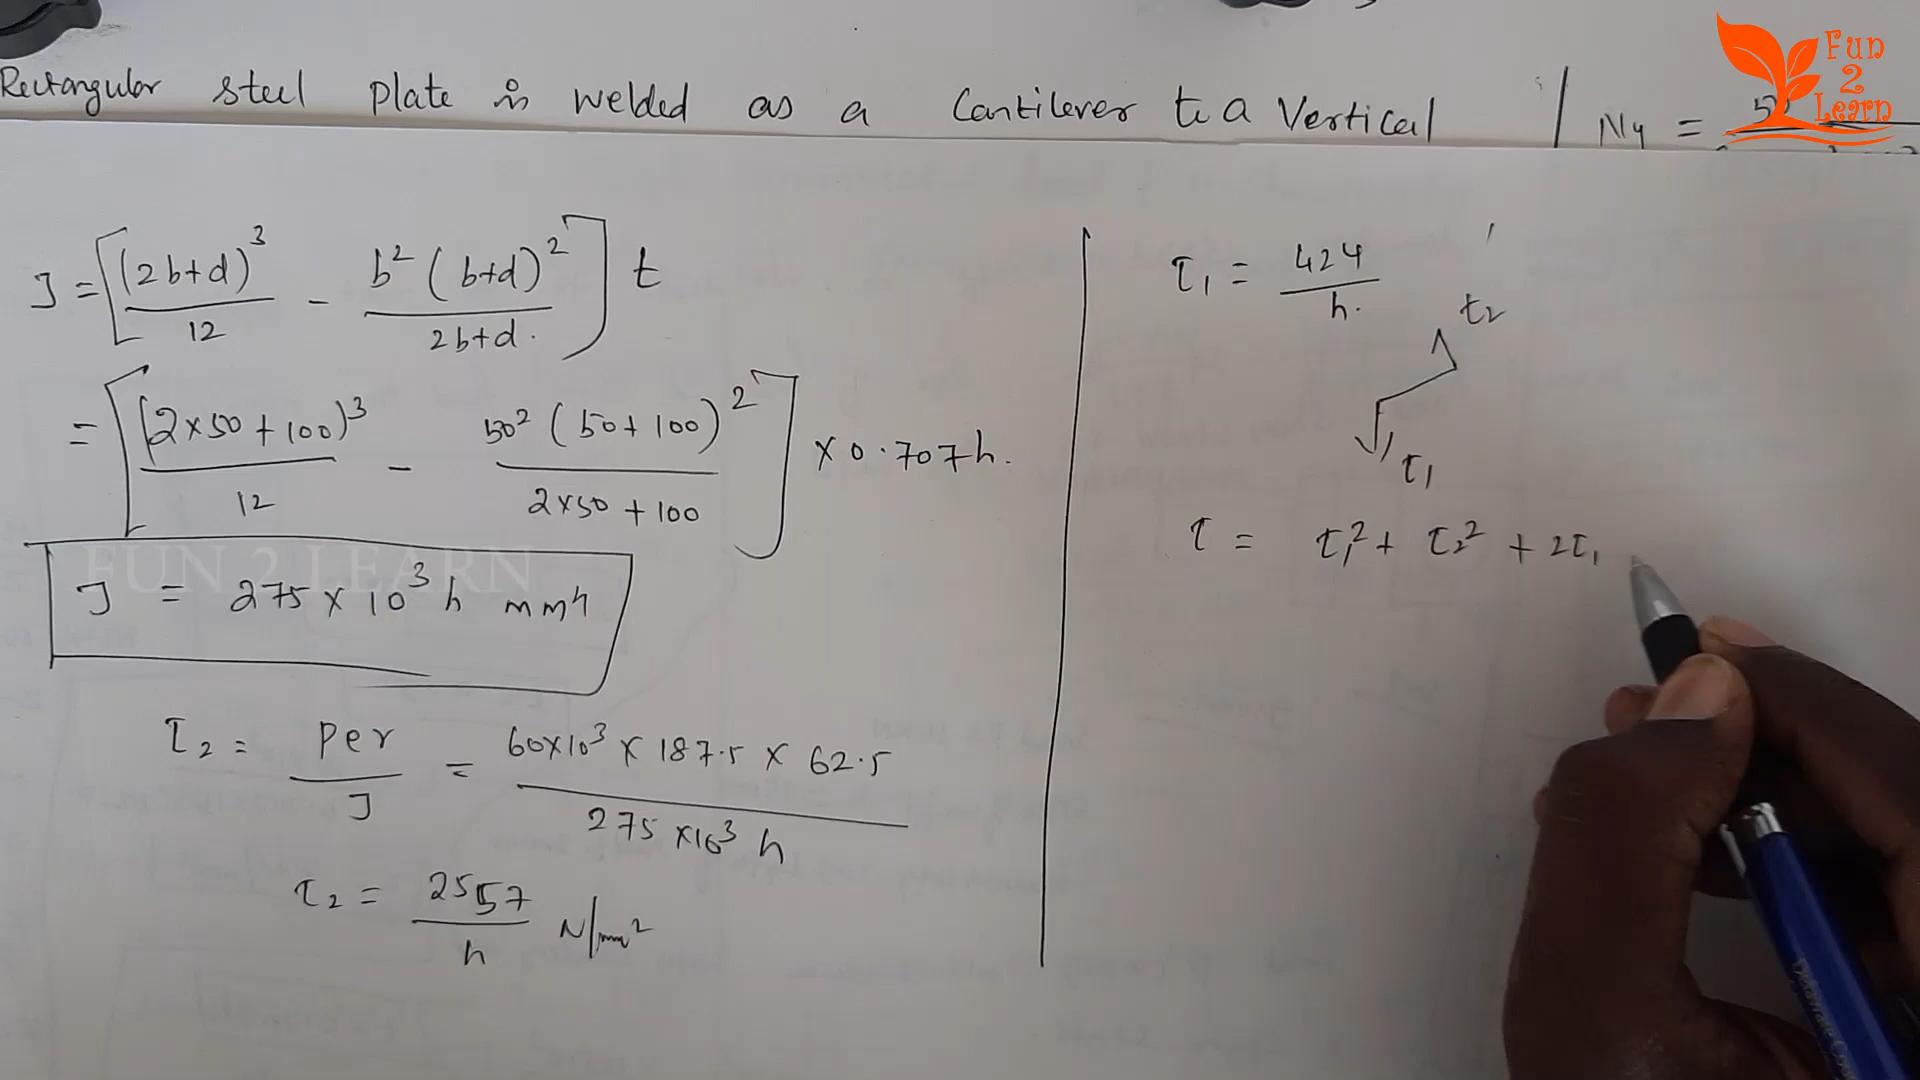 Rectangular steel plate is welded as a Cantilever to a Vertical
Ny =
Fun
2
Learn
J = [(2b+d)³/12 - b²(b+d)²/2b+d.] t
= [(2×50+100)³/12 - 50²(50+100)²/2×50+100] × 0.707h.
FUN 2 LEARN
J = 275×10³ h mm4
τ₂ = Per/J = 60×10³ × 187.5 × 62.5/275×10³ h
τ₂ = 2557/h N/mm²
τ₁ = 424/h.
τ₂
τ₁
τ = τ₁² + τ₂² + 2τ₁